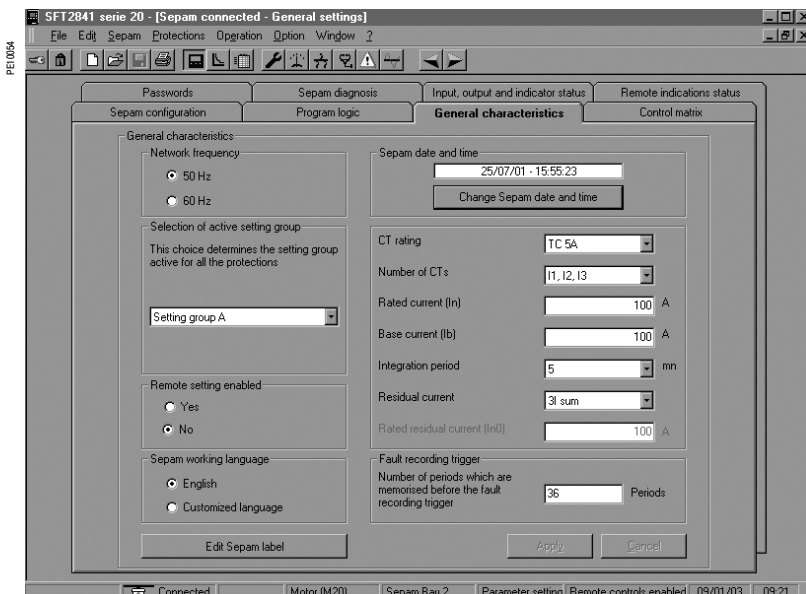 PE10054
SFT2841 serie 20 - [Sepam connected - General settings]
File Edit Sepam Protections Operation Option Window ?
Passwords Sepam diagnosis Input, output and indicator status Remote indications status
Sepam configuration Program logic General characteristics Control matrix
General characteristics
Network frequency
50 Hz
60 Hz
Selection of active setting group
This choice determines the setting group
active for all the protections
Setting group A
Remote setting enabled
Yes
No
Sepam working language
English
Customized language
Edit Sepam label
Sepam date and time
25/07/01 - 15:55:23
Change Sepam date and time
CT rating TC 5A
Number of CTs I1, I2, I3
Rated current (In) 100 A
Base current (Ib) 100 A
Integration period 5 mn
Residual current 3I sum
Rated residual current (In0) 100 A
Fault recording trigger
Number of periods which are
memorised before the fault
recording trigger
36 Periods
Apply Cancel
Connected Motor (M20) Sepam Bau 2 Parameter setting Remote controls enabled 09/01/03 09:21